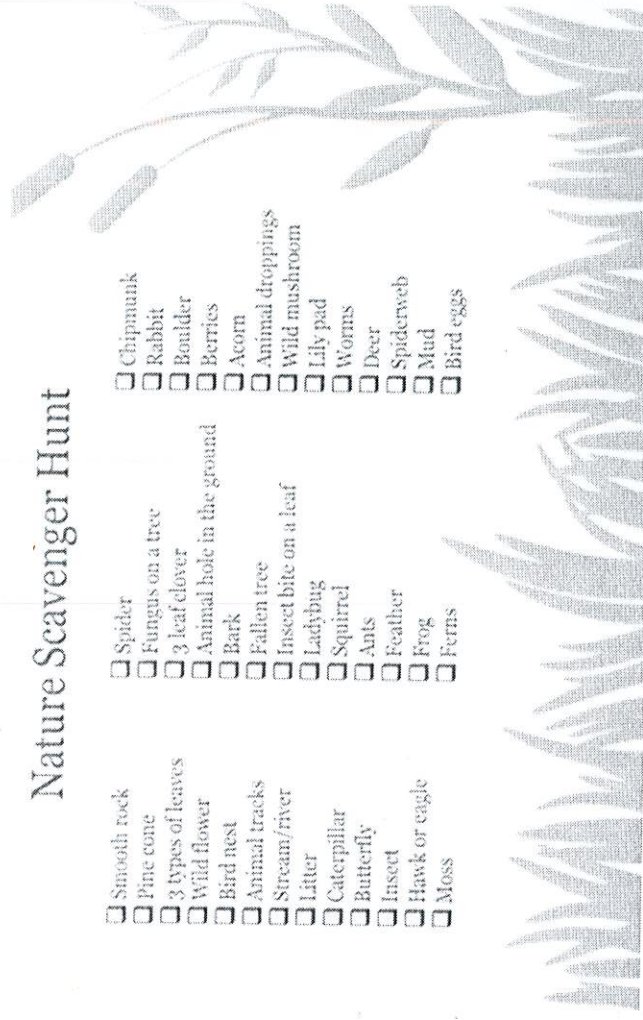 Nature Scavenger Hunt
Smooth rock
Pine cone
3 types of leaves
Wild flower
Bird nest
Animal tracks
Stream/river
Litter
Caterpillar
Butterfly
Insect
Hawk or eagle
Moss
Spider
Fungus on a tree
3 leaf clover
Animal hole in the ground
Bark
Fallen tree
Insect bite on a leaf
Ladybug
Squirrel
Ants
Feather
Frog
Ferns
Chipmunk
Rabbit
Boulder
Berries
Acorn
Animal droppings
Wild mushroom
Lily pad
Worms
Deer
Spiderweb
Mud
Bird eggs